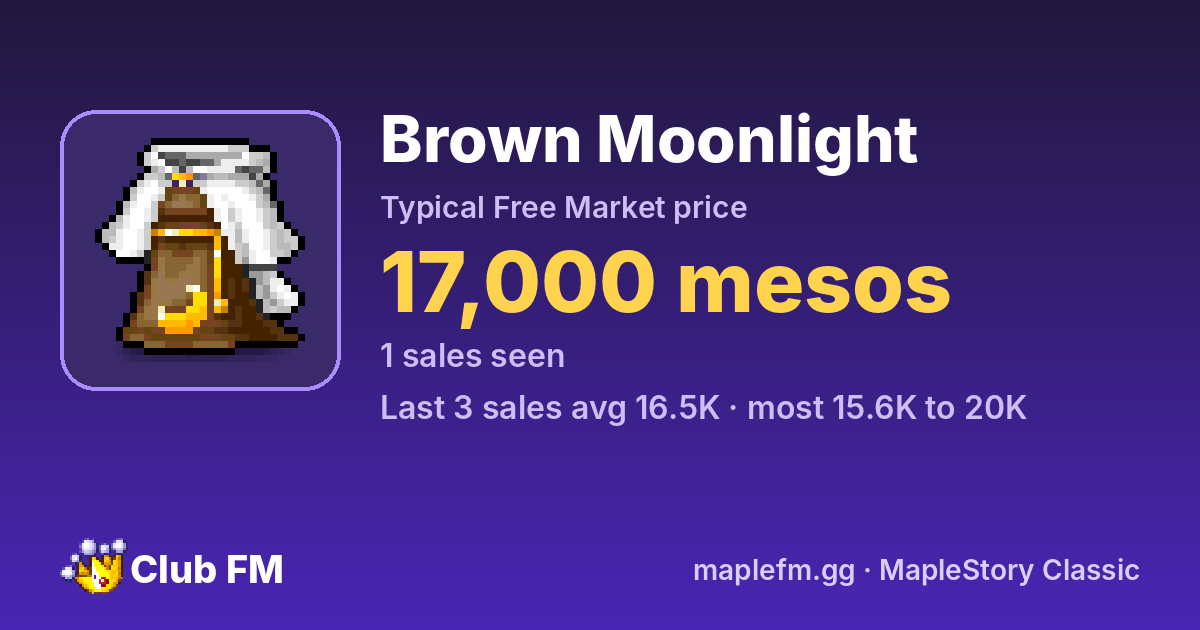 Brown Moonlight
Typical Free Market price
17,000 mesos
1 sales seen
Last 3 sales avg 16.5K · most 15.6K to 20K
Club FM
maplefm.gg · MapleStory Classic